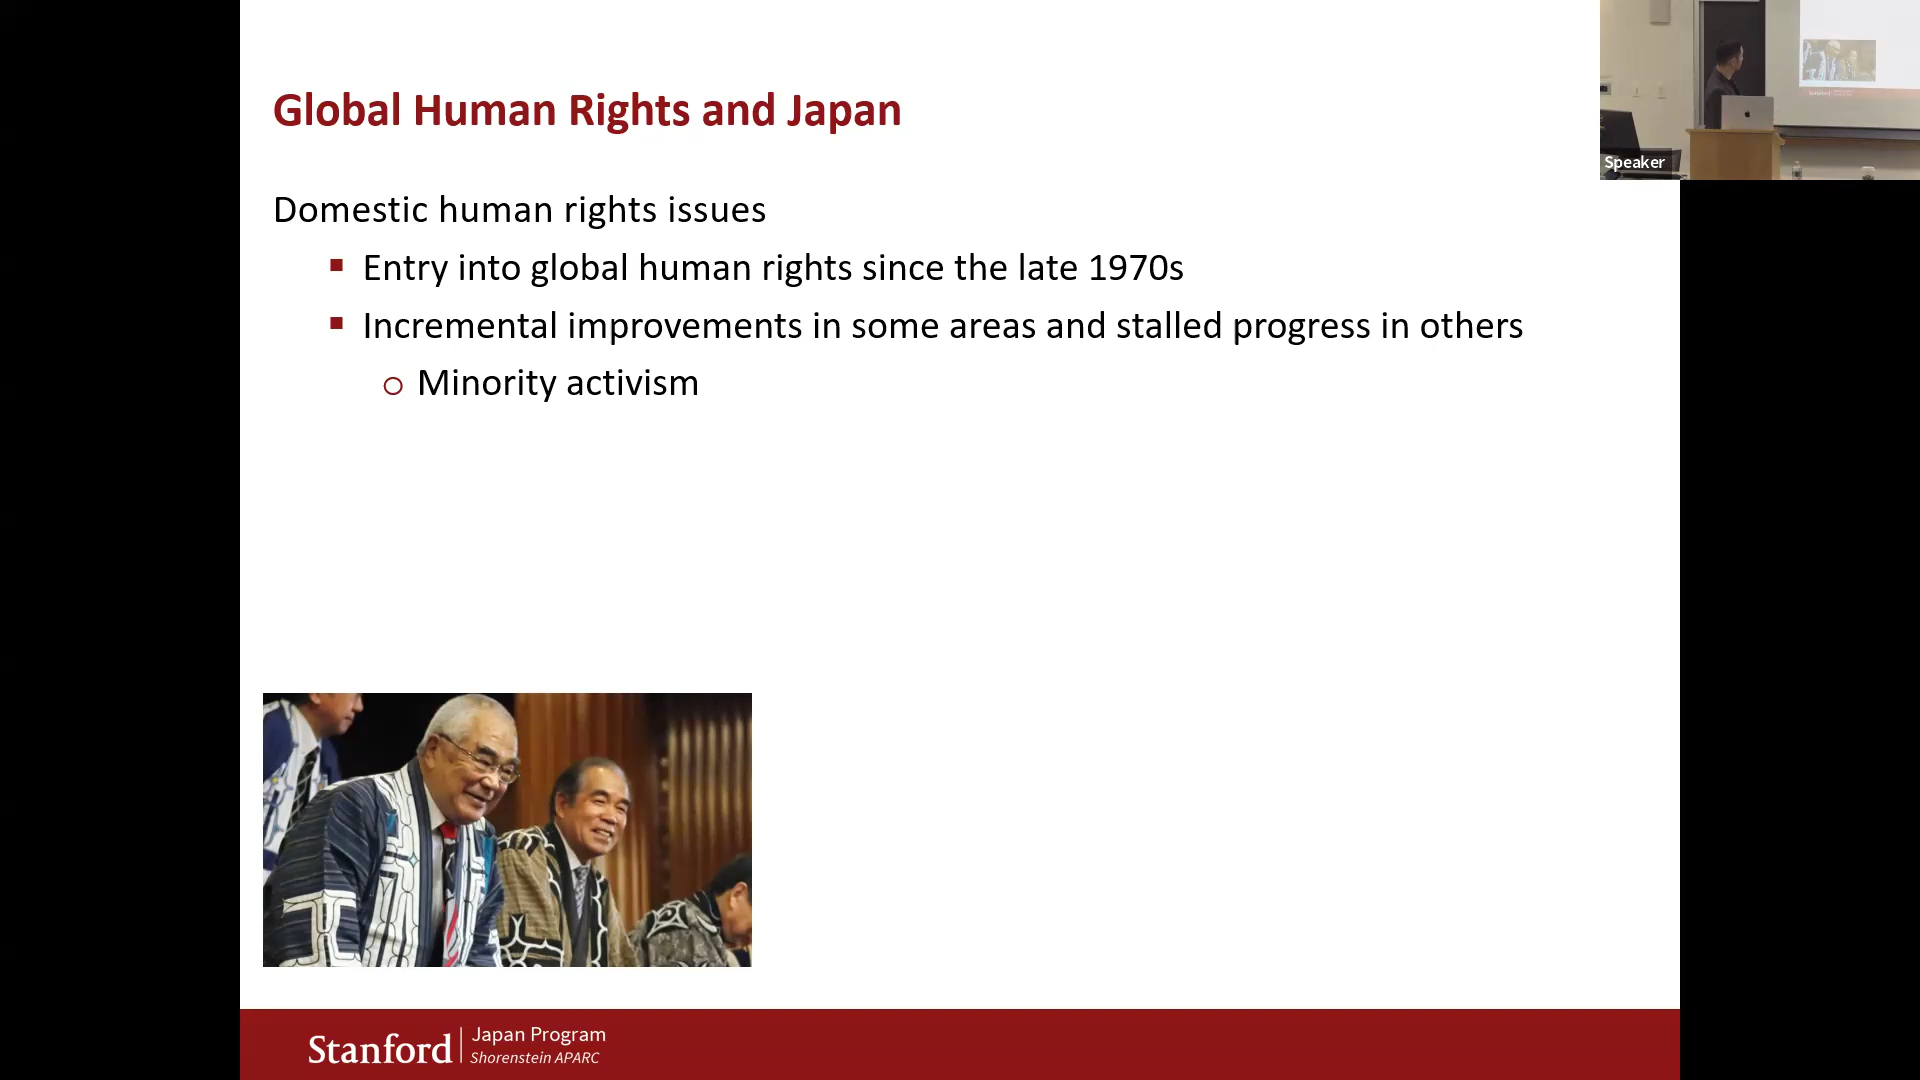 Global Human Rights and Japan
Domestic human rights issues
Entry into global human rights since the late 1970s
Incremental improvements in some areas and stalled progress in others
Minority activism
Speaker
Stanford
Japan Program
Shorenstein APARC